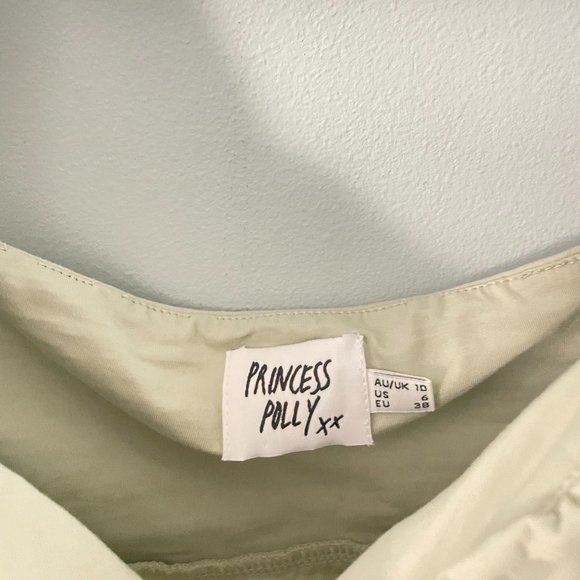 PRINCESS
POLLY xx
AU/UK 10
US 6
EU 38